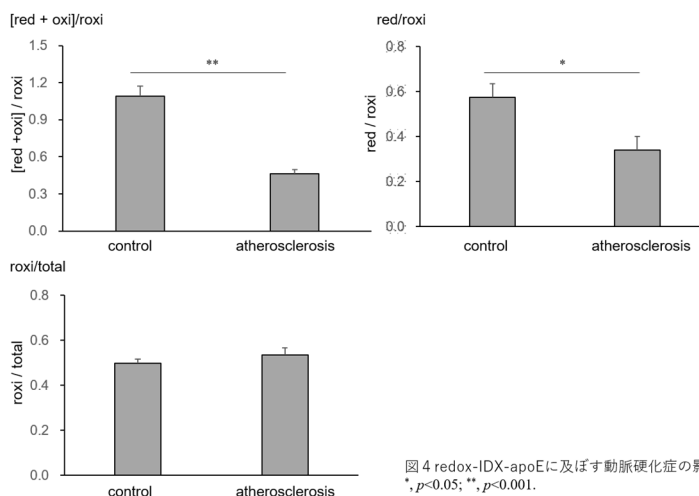 [red + oxi]/roxi
[red +oxi] / roxi
1.5
1.2
0.9
0.6
0.3
0.0
**
control
atherosclerosis
red/roxi
red / roxi
0.8
0.6
0.4
0.2
0.0
*
control
atherosclerosis
roxi/total
roxi / total
0.8
0.6
0.4
0.2
0.0
control
atherosclerosis
図4 redox-IDX-apoEに及ぼす動脈硬化症の影
*, p<0.05; **, p<0.001.